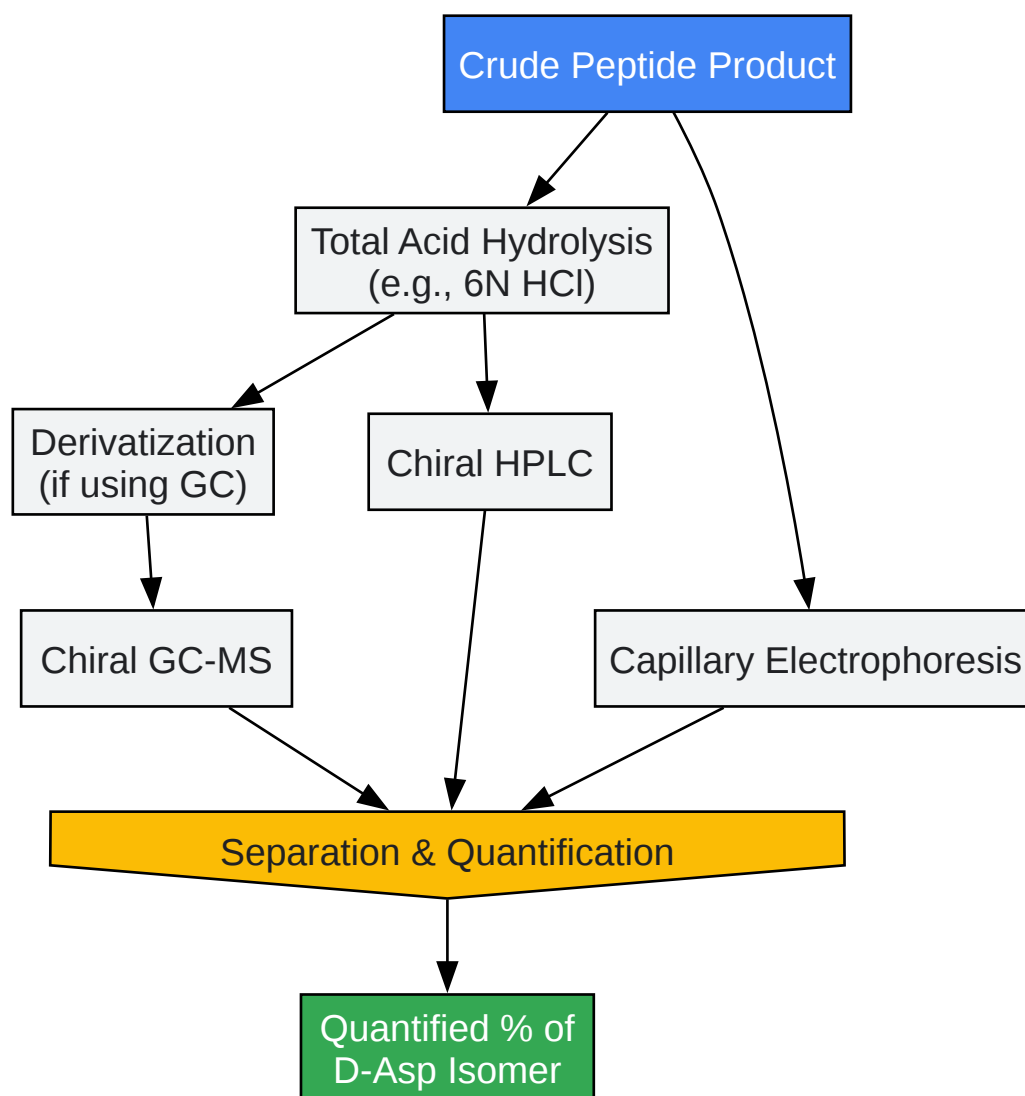 Crude Peptide Product
Total Acid Hydrolysis
(e.g., 6N HCl)
Derivatization
(if using GC)
Chiral HPLC
Chiral GC-MS
Capillary Electrophoresis
Separation & Quantification
Quantified % of
D-Asp Isomer